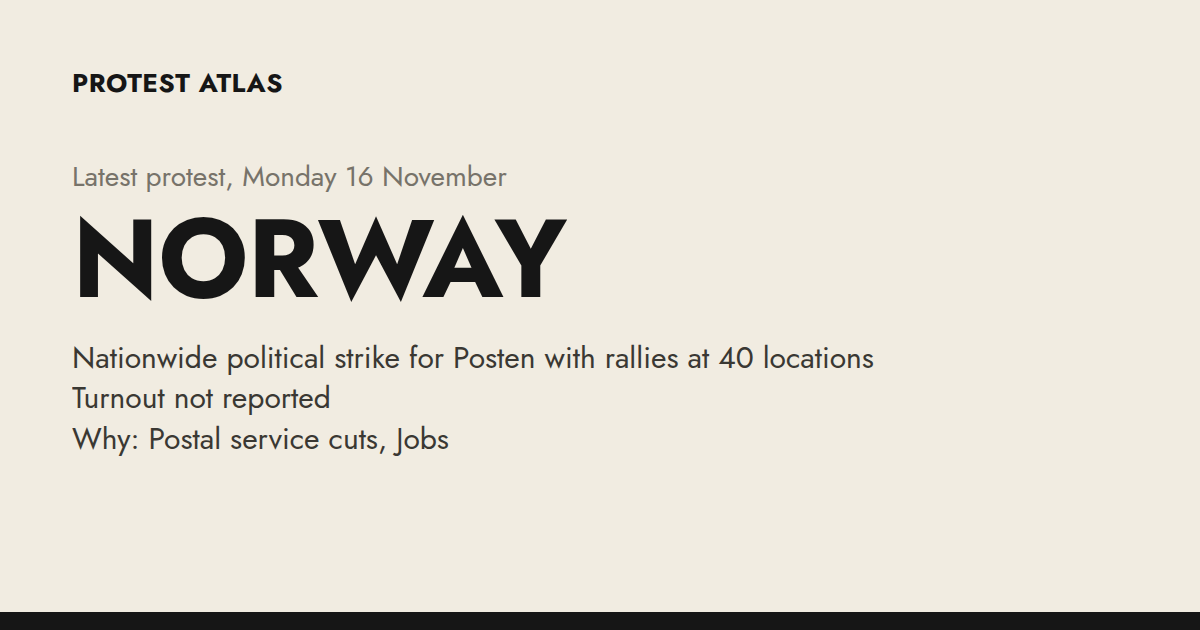 PROTEST ATLAS
Latest protest, Monday 16 November
NORWAY
Nationwide political strike for Posten with rallies at 40 locations
Turnout not reported
Why: Postal service cuts, Jobs